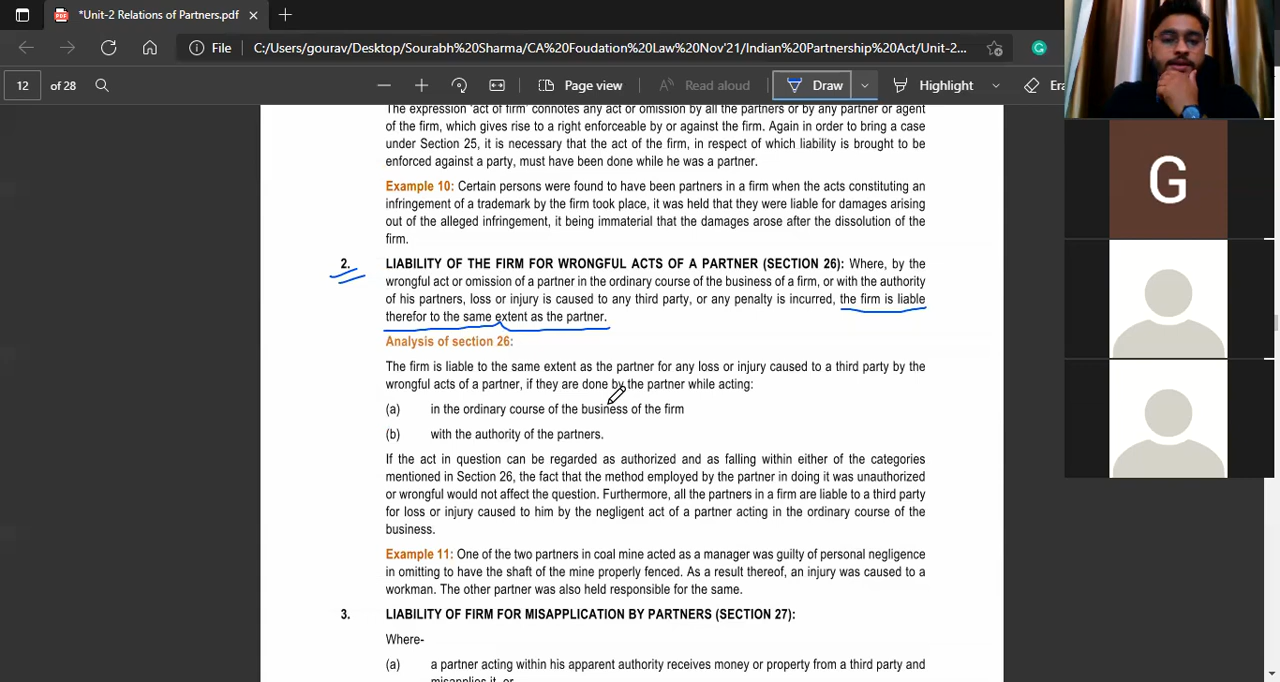 *Unit-2 Relations of Partners.pdf
File
C:/Users/gourav/Desktop/Sourabh%20Sharma/CA%20Foudation%20Law%20Nov'21/Indian%20Partnership%20Act/Unit-2...
12 of 28
Page view
Read aloud
Draw
Highlight
Era
The expression 'act of firm' connotes any act or omission by all the partners or by any partner or agent
of the firm, which gives rise to a right enforceable by or against the firm. Again in order to bring a case
under Section 25, it is necessary that the act of the firm, in respect of which liability is brought to be
enforced against a party, must have been done while he was a partner.
Example 10: Certain persons were found to have been partners in a firm when the acts constituting an
infringement of a trademark by the firm took place, it was held that they were liable for damages arising
out of the alleged infringement, it being immaterial that the damages arose after the dissolution of the
firm.
2. LIABILITY OF THE FIRM FOR WRONGFUL ACTS OF A PARTNER (SECTION 26): Where, by the
wrongful act or omission of a partner in the ordinary course of the business of a firm, or with the authority
of his partners, loss or injury is caused to any third party, or any penalty is incurred, the firm is liable
therefor to the same extent as the partner.
Analysis of section 26:
The firm is liable to the same extent as the partner for any loss or injury caused to a third party by the
wrongful acts of a partner, if they are done by the partner while acting:
(a) in the ordinary course of the business of the firm
(b) with the authority of the partners.
If the act in question can be regarded as authorized and as falling within either of the categories
mentioned in Section 26, the fact that the method employed by the partner in doing it was unauthorized
or wrongful would not affect the question. Furthermore, all the partners in a firm are liable to a third party
for loss or injury caused to him by the negligent act of a partner acting in the ordinary course of the
business.
Example 11: One of the two partners in coal mine acted as a manager was guilty of personal negligence
in omitting to have the shaft of the mine properly fenced. As a result thereof, an injury was caused to a
workman. The other partner was also held responsible for the same.
3. LIABILITY OF FIRM FOR MISAPPLICATION BY PARTNERS (SECTION 27):
Where-
(a) a partner acting within his apparent authority receives money or property from a third party and
misapplies it, or
G